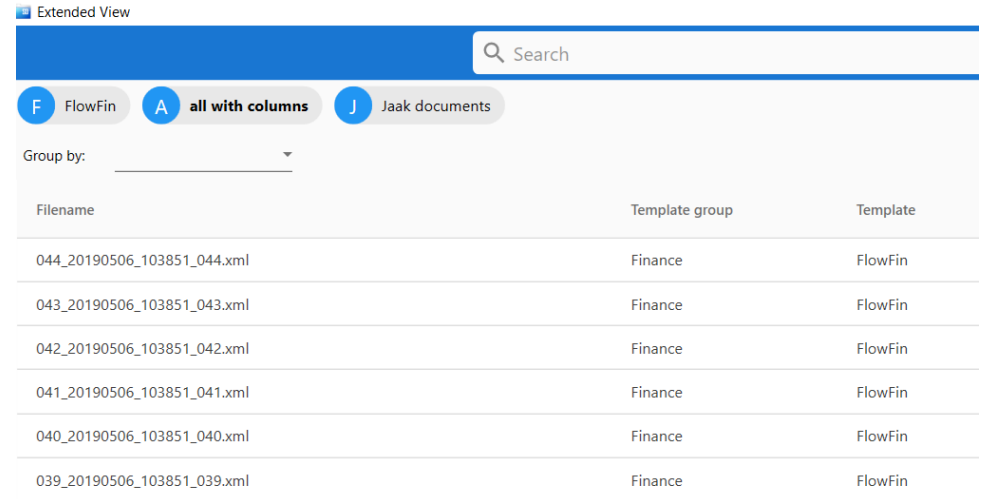 Extended View
Search
F FlowFin A all with columns J Jaak documents
Group by:
Filename Template group Template
044_20190506_103851_044.xml Finance FlowFin
043_20190506_103851_043.xml Finance FlowFin
042_20190506_103851_042.xml Finance FlowFin
041_20190506_103851_041.xml Finance FlowFin
040_20190506_103851_040.xml Finance FlowFin
039_20190506_103851_039.xml Finance FlowFin